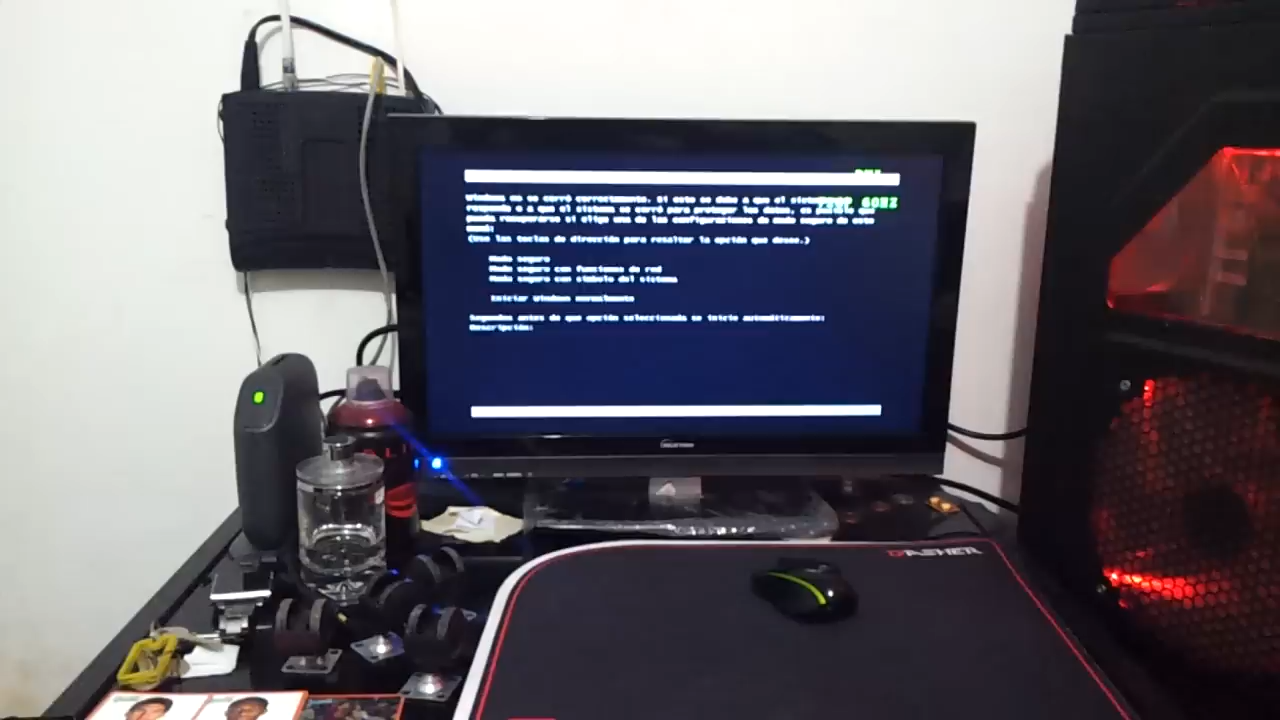 Windows no se cerró correctamente. Si esto se debe a que el sistema no
responde o a que el sistema se cerró para proteger los datos, es posible que
pueda recuperarse si elige una de las configuraciones de modo seguro de este
menú:
(Use las teclas de dirección para resaltar la opción que desee.)
Modo seguro
Modo seguro con funciones de red
Modo seguro con símbolo del sistema
Iniciar Windows normalmente
Segundos antes de que opción seleccionada se inicie automáticamente:
Descripción:
60HZ
DASHER